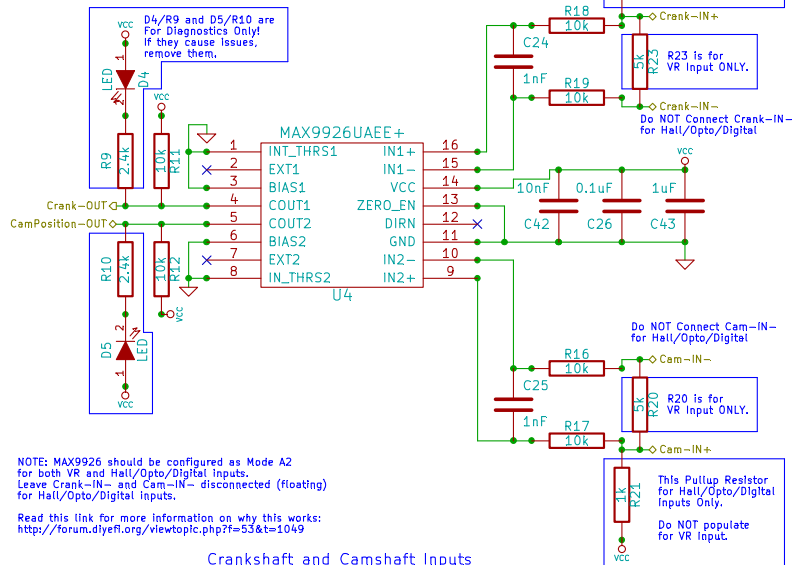 D4/R9 and D5/R10 are
For Diagnostics Only!
If they cause issues,
remove them.
VCC
1
LED
D4
2
VCC
R9
2.4k
10k
R11
Crank-OUT
CamPosition-OUT
R10
2.4k
10k
R12
VCC
2
D5
LED
1
VCC
MAX9926UAEE+
1 INT_THRS1
2 EXT1
3 BIAS1
4 COUT1
5 COUT2
6 BIAS2
7 EXT2
8 IN_THRS2
IN1+ 16
IN1- 15
VCC 14
ZERO_EN 13
DIRN 12
GND 11
IN2- 10
IN2+ 9
U4
R18
10k
C24
1nF
R19
10k
Crank-IN+
5k
R23
R23 is for
VR Input ONLY.
Crank-IN-
Do NOT Connect Crank-IN-
for Hall/Opto/Digital
VCC
10nF
0.1uF
1uF
C42
C26
C43
Do NOT Connect Cam-IN-
for Hall/Opto/Digital
R16
10k
Cam-IN-
C25
1nF
5k
R20
R20 is for
VR Input ONLY.
R17
10k
Cam-IN+
1k
R21
This Pullup Resistor
for Hall/Opto/Digital
Inputs Only.
Do NOT populate
for VR input.
VCC
NOTE: MAX9926 should be configured as Mode A2
for both VR and Hall/Opto/Digital inputs.
Leave Crank-IN- and Cam-IN- disconnected (floating)
for Hall/Opto/Digital inputs.
Read this link for more information on why this works:
http://forum.diyefi.org/viewtopic.php?f=53&t=1049
Crankshaft and Camshaft Inputs